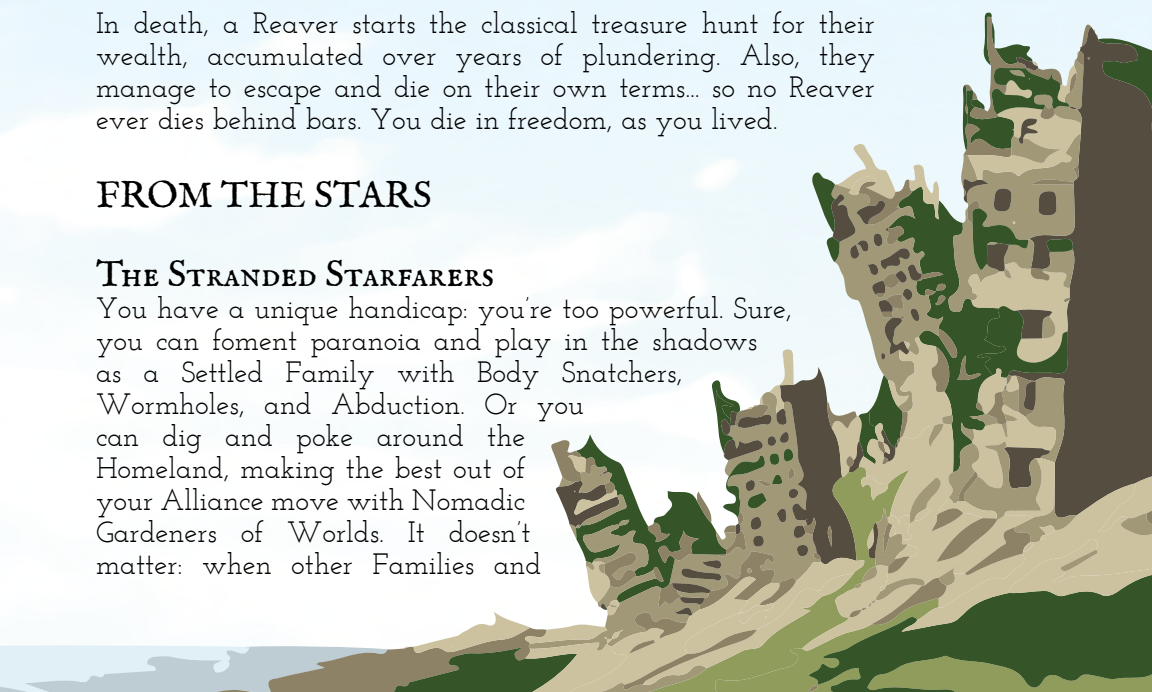 In death, a Reaver starts the classical treasure hunt for their
wealth, accumulated over years of plundering. Also, they
manage to escape and die on their own terms... so no Reaver
ever dies behind bars. You die in freedom, as you lived.
FROM THE STARS
The Stranded Starfarers
You have a unique handicap: you're too powerful. Sure,
you can foment paranoia and play in the shadows
as a Settled Family with Body Snatchers,
Wormholes, and Abduction. Or you
can dig and poke around the
Homeland, making the best out of
your Alliance move with Nomadic
Gardeners of Worlds. It doesn't
matter: when other Families and